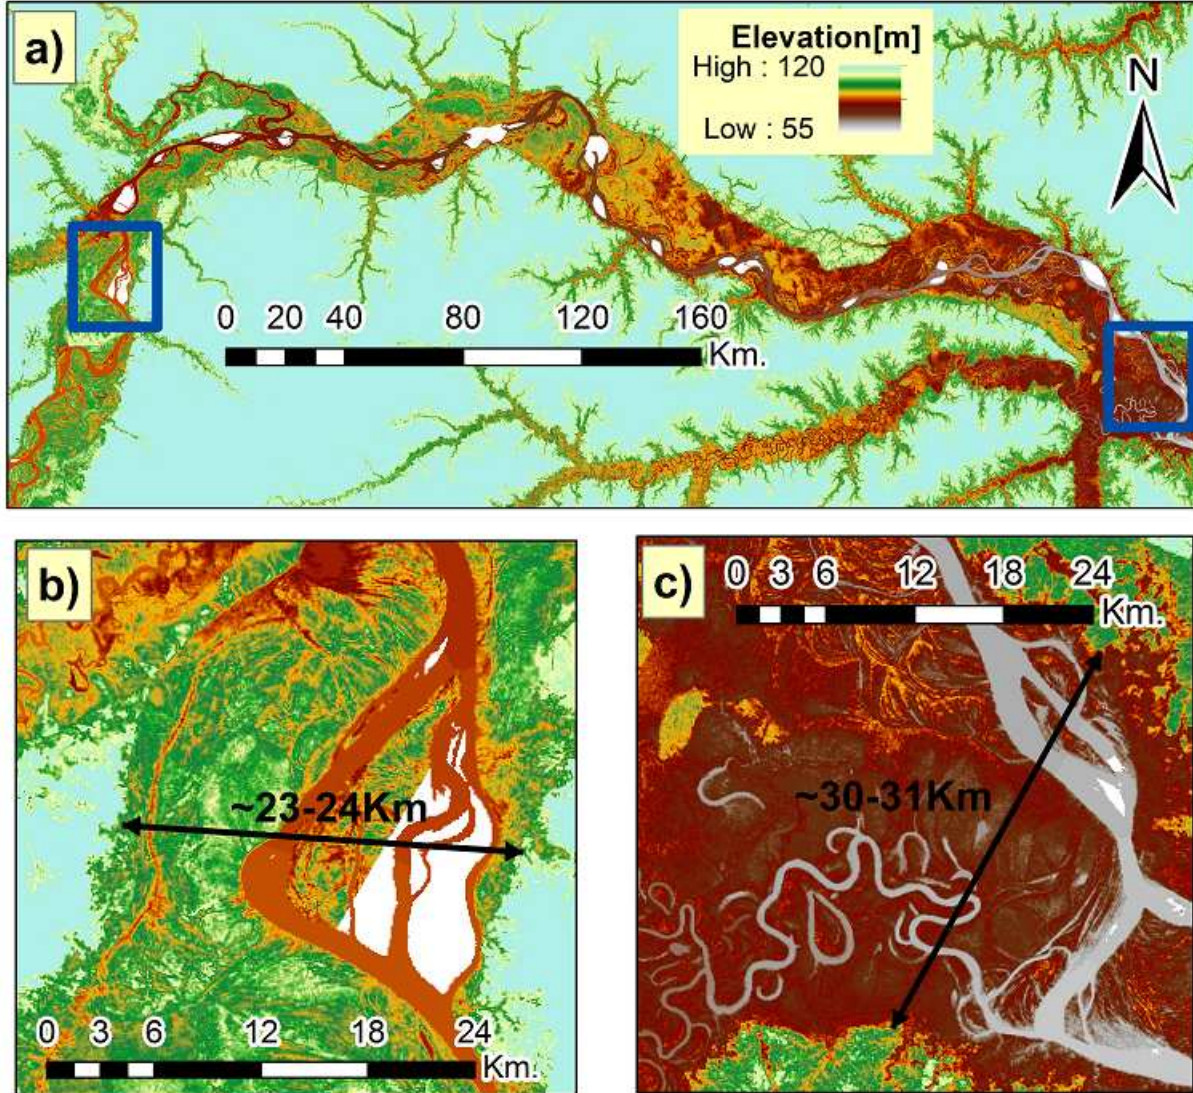 a)
Elevation[m]
High : 120
Low : 55
N
0 20 40 80 120 160
Km.
b)
~23-24Km
0 3 6 12 18 24
Km.
c)
0 3 6 12 18 24
Km.
~30-31Km